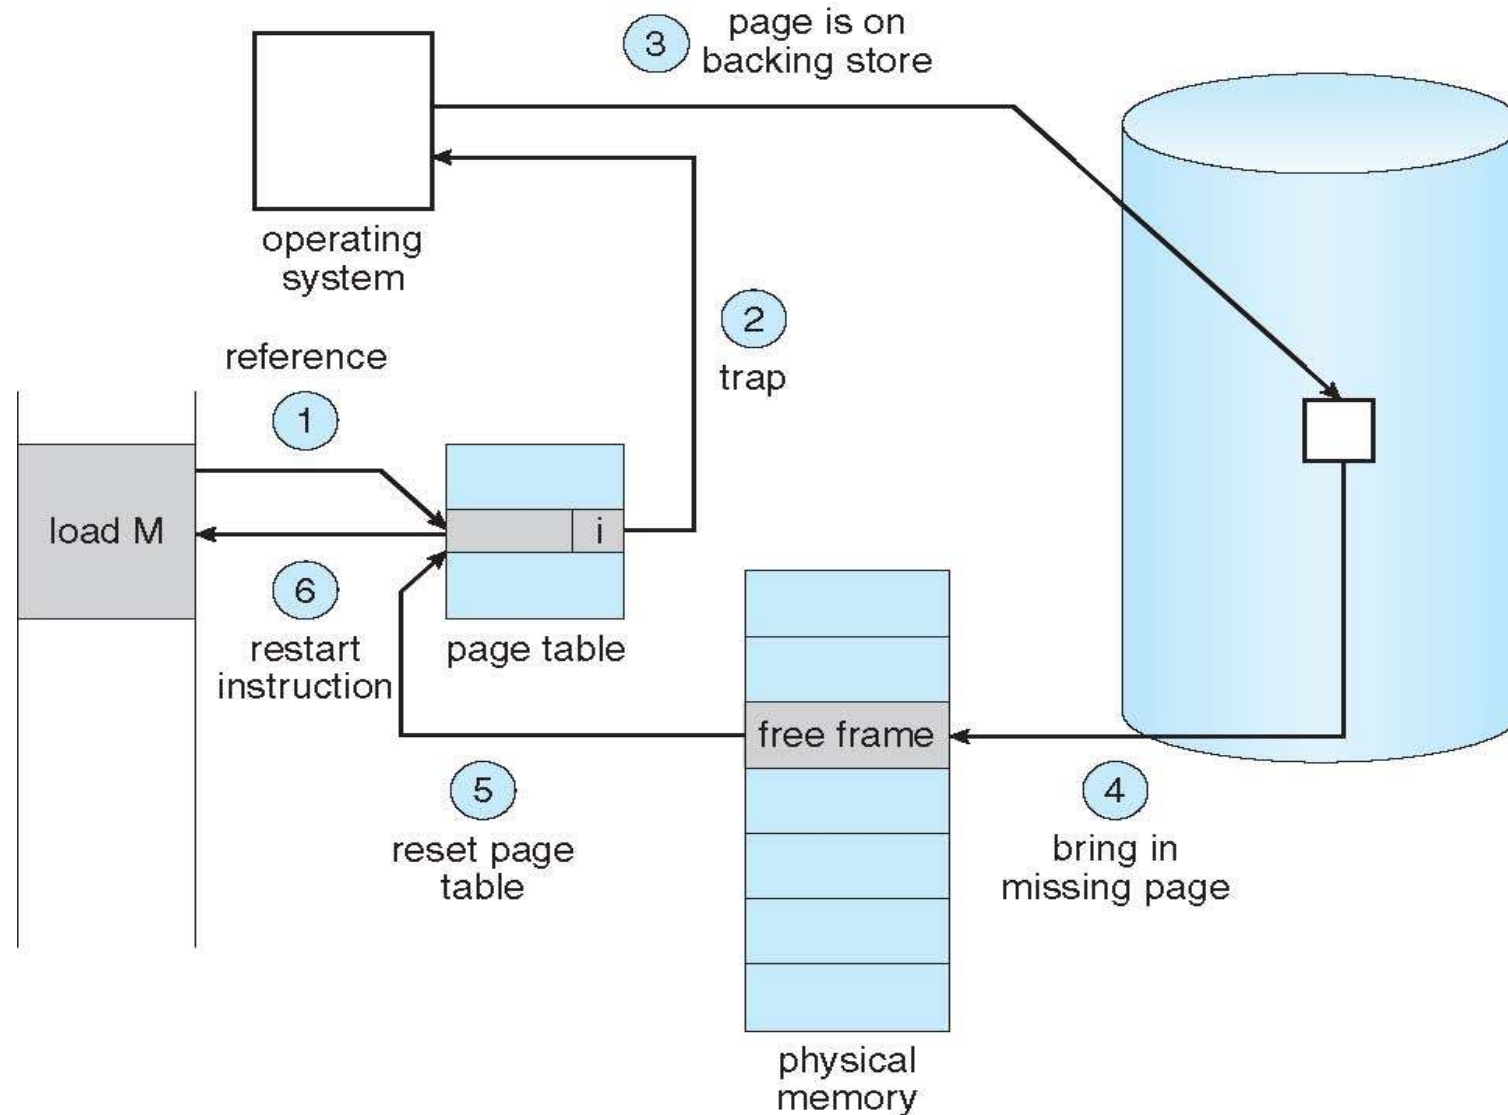 3
page is on
backing store
operating
system
2
trap
reference
1
load M
i
6
restart
instruction
page table
free frame
5
reset page
table
4
bring in
missing page
physical
memory